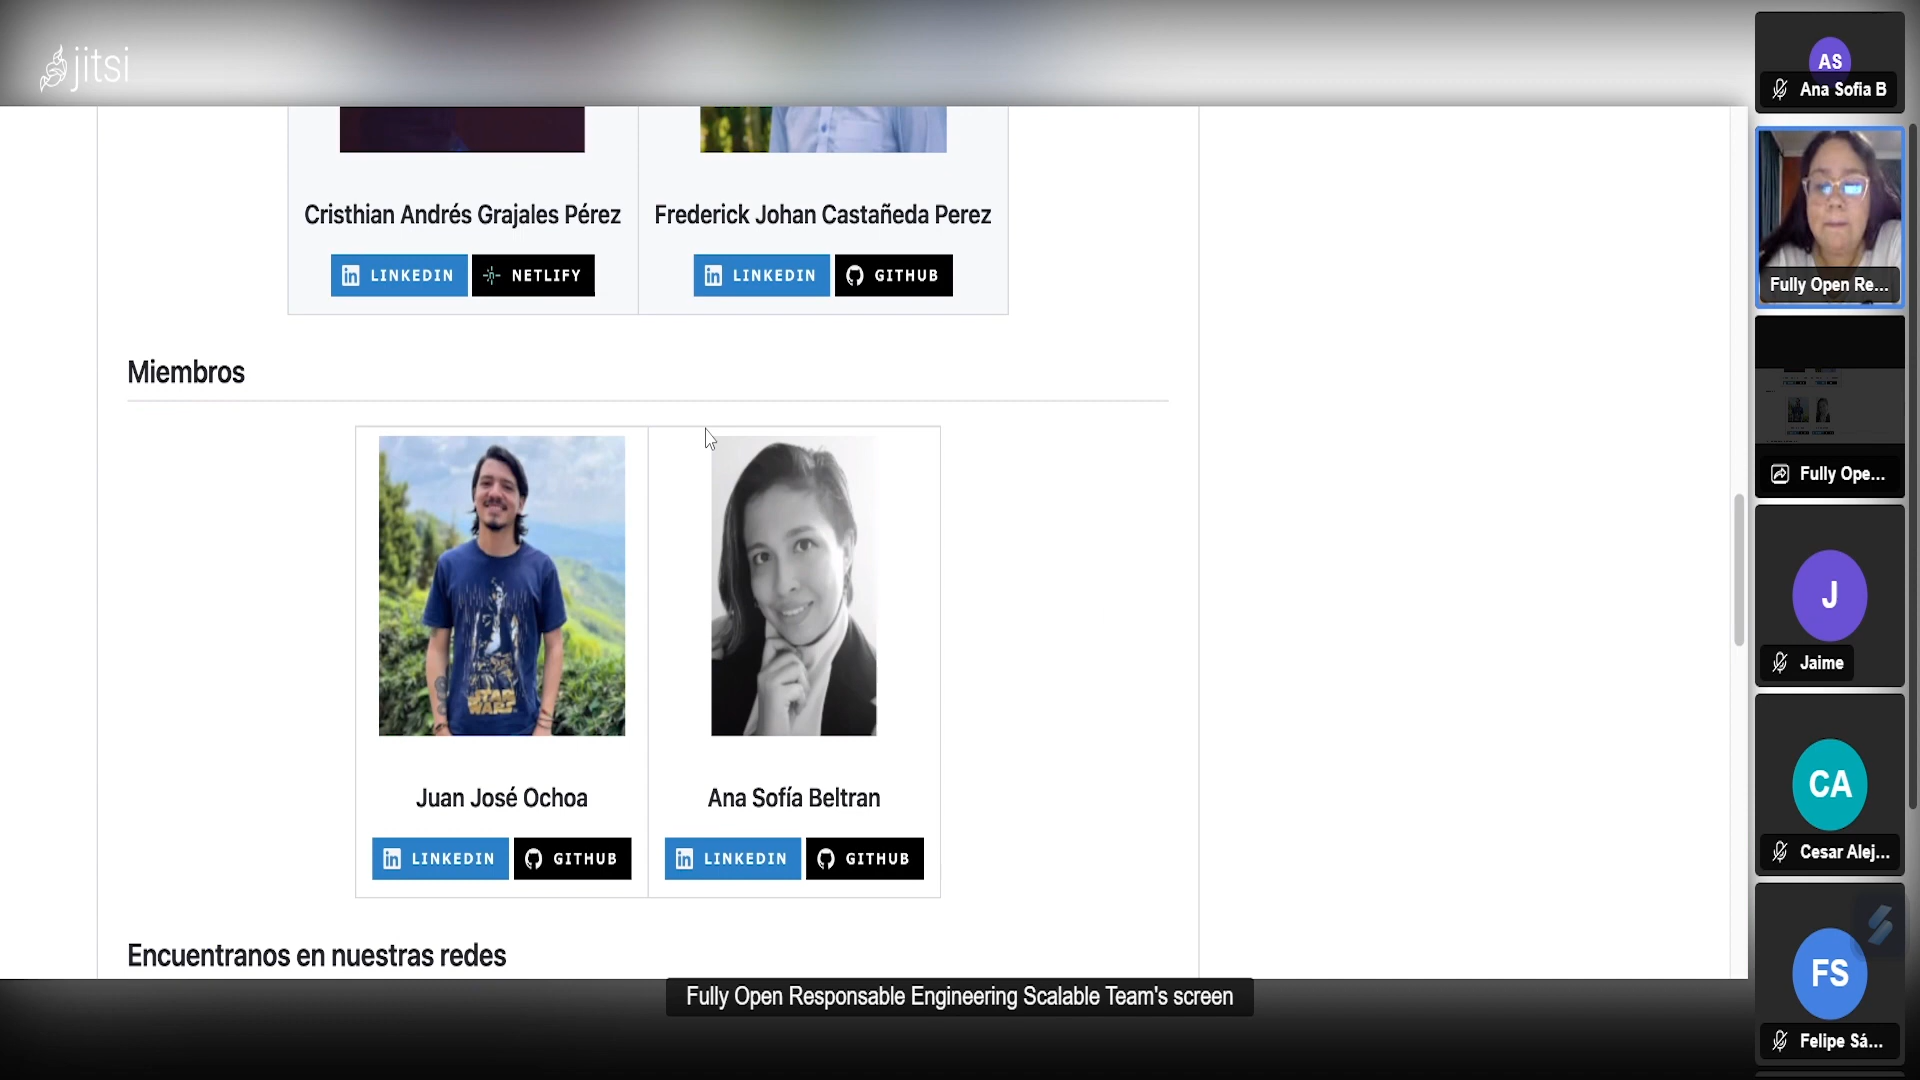 jitsi
Cristhian Andrés Grajales Pérez
Frederick Johan Castañeda Perez
LINKEDIN
NETLIFY
LINKEDIN
GITHUB
Miembros
STAR
WARS
Juan José Ochoa
Ana Sofía Beltran
LINKEDIN
GITHUB
LINKEDIN
GITHUB
Encuentranos en nuestras redes
Fully Open Responsable Engineering Scalable Team's screen
AS
Ana Sofia B
Fully Open Re...
Fully Ope...
J
Jaime
CA
Cesar Alej...
FS
Felipe Sá...